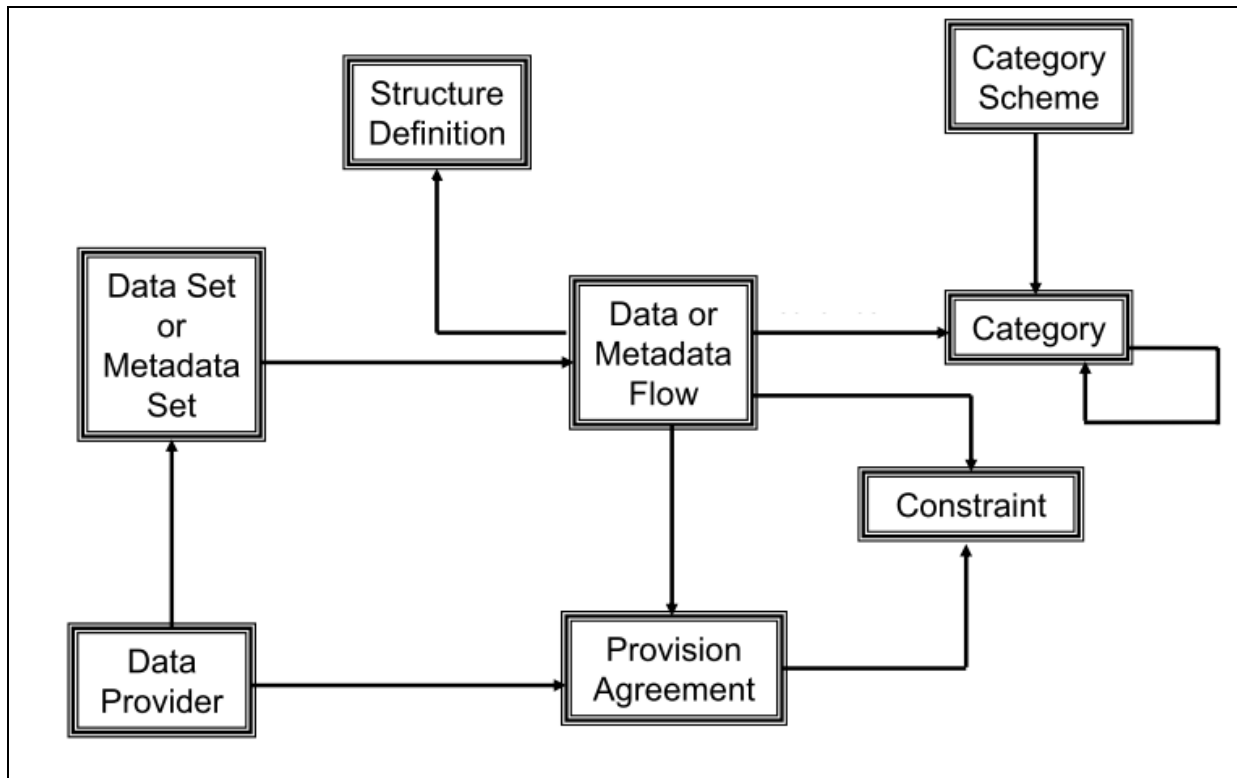 Category
Scheme
Structure
Definition
Data Set
or
Metadata
Set
Data or
Metadata
Flow
Category
Constraint
Data
Provider
Provision
Agreement